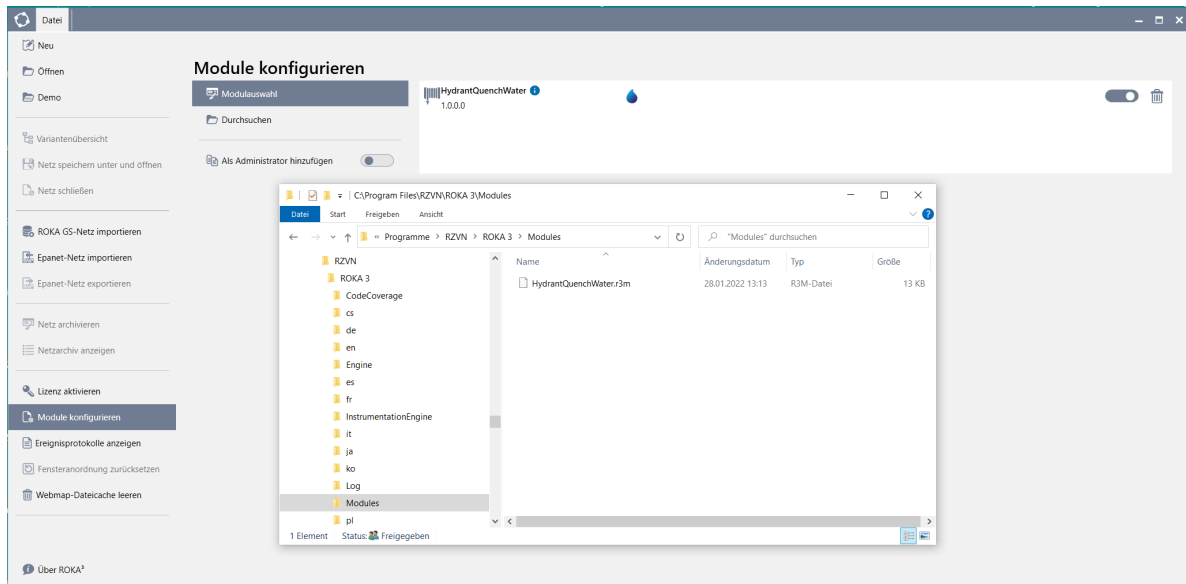 Datei
Neu
Öffnen
Demo
Variantenübersicht
Netz speichern unter und öffnen
Netz schließen
ROKA GS-Netz importieren
Epanet-Netz importieren
Epanet-Netz exportieren
Netz archivieren
Netzarchiv anzeigen
Lizenz aktivieren
Module konfigurieren
Ereignisprotokolle anzeigen
Fensteranordnung zurücksetzen
Webmap-Dateicache leeren
Über ROKA³
Module konfigurieren
Modulauswahl
Durchsuchen
Als Administrator hinzufügen
HydrantQuenchWater
1.0.0.0
C:\Program Files\RZVN\ROKA 3\Modules
Datei Start Freigeben Ansicht
« Programme > RZVN > ROKA 3 > Modules
"Modules" durchsuchen
RZVN
ROKA 3
CodeCoverage
cs
de
en
Engine
es
fr
InstrumentationEngine
it
ja
ko
Log
Modules
pl
Name Änderungsdatum Typ Größe
HydrantQuenchWater.r3m 28.01.2022 13:13 R3M-Datei 13 KB
1 Element Status: Freigegeben